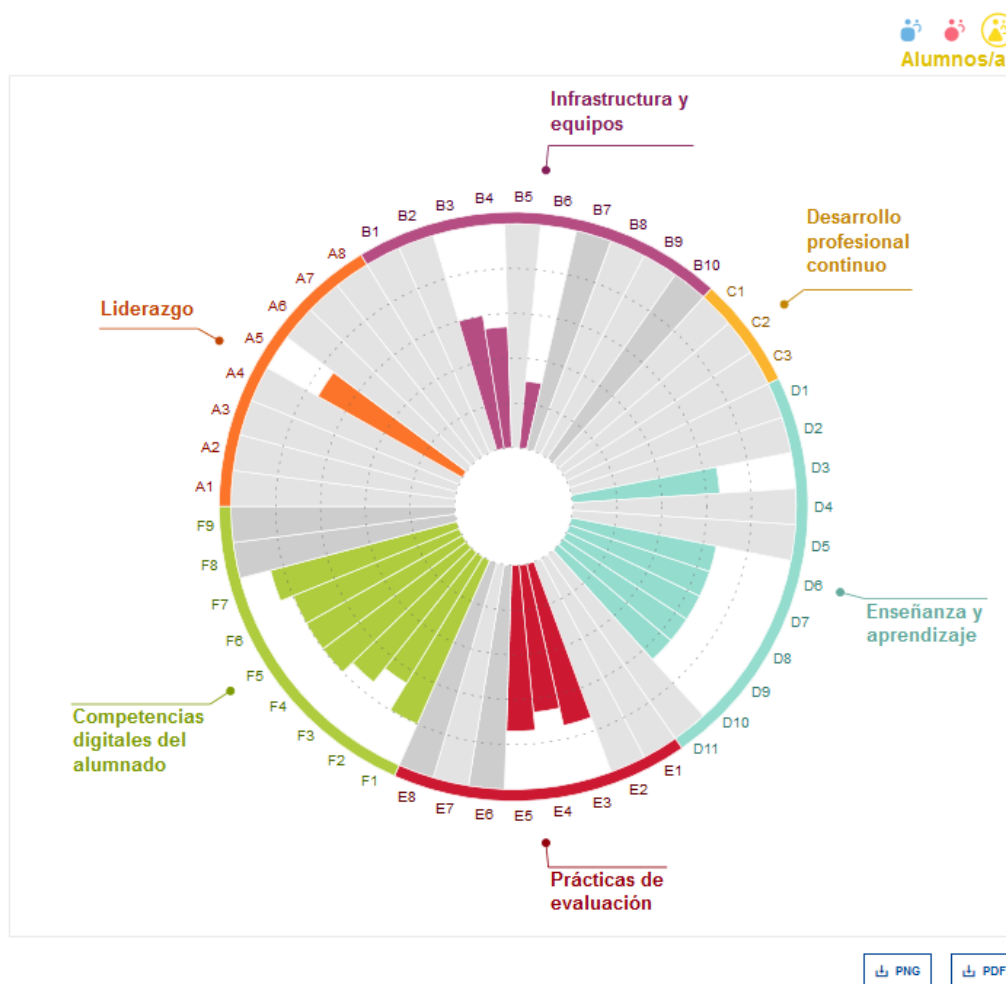 Alumnos/a
Infrastructura y
equipos
Desarrollo
profesional
continuo
Liderazgo
Enseñanza y
aprendizaje
Competencias
digitales del
alumnado
Prácticas de
evaluación
A1
A2
A3
A4
A5
A6
A7
A8
B1
B2
B3
B4
B5
B6
B7
B8
B9
B10
C1
C2
C3
D1
D2
D3
D4
D5
D6
D7
D8
D9
D10
D11
E1
E2
E3
E4
E5
E6
E7
E8
F1
F2
F3
F4
F5
F6
F7
F8
F9
PNG
PDF